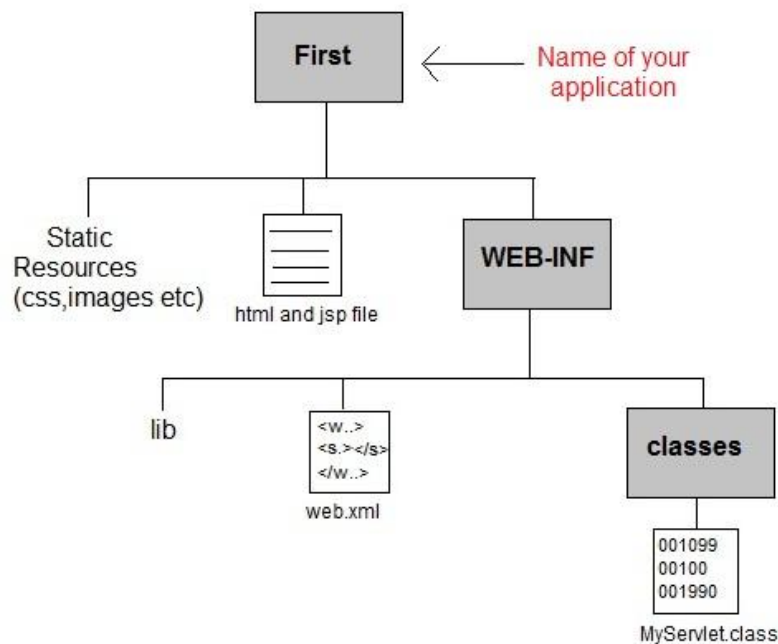 First
Name of your
application
Static
Resources
(css,images etc)
html and jsp file
WEB-INF
lib
<w..>
<s.></s>
</w..>
web.xml
classes
001099
00100
001990
MyServlet.class